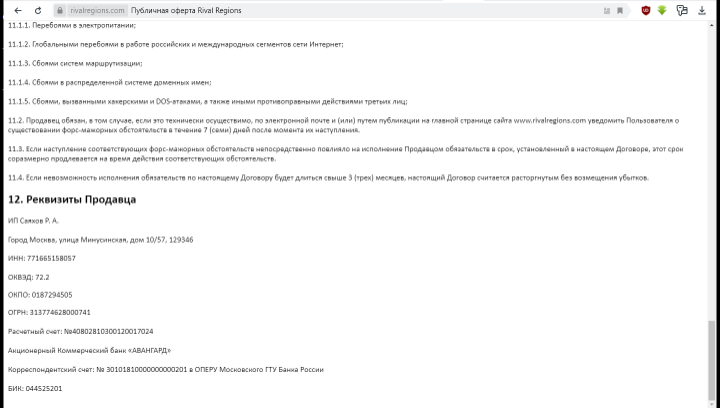 rivalregions.com Публичная оферта Rival Regions
11.1.1. Перебоями в электропитании;
11.1.2. Глобальными перебоями в работе российских и международных сегментов сети Интернет;
11.1.3. Сбоями систем маршрутизации;
11.1.4. Сбоями в распределенной системе доменных имен;
11.1.5. Сбоями, вызванными хакерскими и DOS-атаками, а также иными противоправными действиями третьих лиц;
11.2. Продавец обязан, в том случае, если это технически осуществимо, по электронной почте и (или) путем публикации на главной странице сайта www.rivalregions.com уведомить Пользователя о
существовании форс-мажорных обстоятельств в течение 7 (семи) дней после момента их наступления.
11.3. Если наступление соответствующих форс-мажорных обстоятельств непосредственно повлияло на исполнение Продавцом обязательств в срок, установленный в настоящем Договоре, этот срок
соразмерно продлевается на время действия соответствующих обстоятельств.
11.4. Если невозможность исполнения обязательств по настоящему Договору будет длиться свыше 3 (трех) месяцев, настоящий Договор считается расторгнутым без возмещения убытков.
12. Реквизиты Продавца
ИП Саяхов Р. А.
Город Москва, улица Минусинская, дом 10/57, 129346
ИНН: 771665158057
ОКВЭД: 72.2
ОКПО: 0187294505
ОГРН: 313774628000741
Расчетный счет: №40802810300120017024
Акционерный Коммерческий банк «АВАНГАРД»
Корреспондентский счет: № 30101810000000000201 в ОПЕРУ Московского ГТУ Банка России
БИК: 044525201